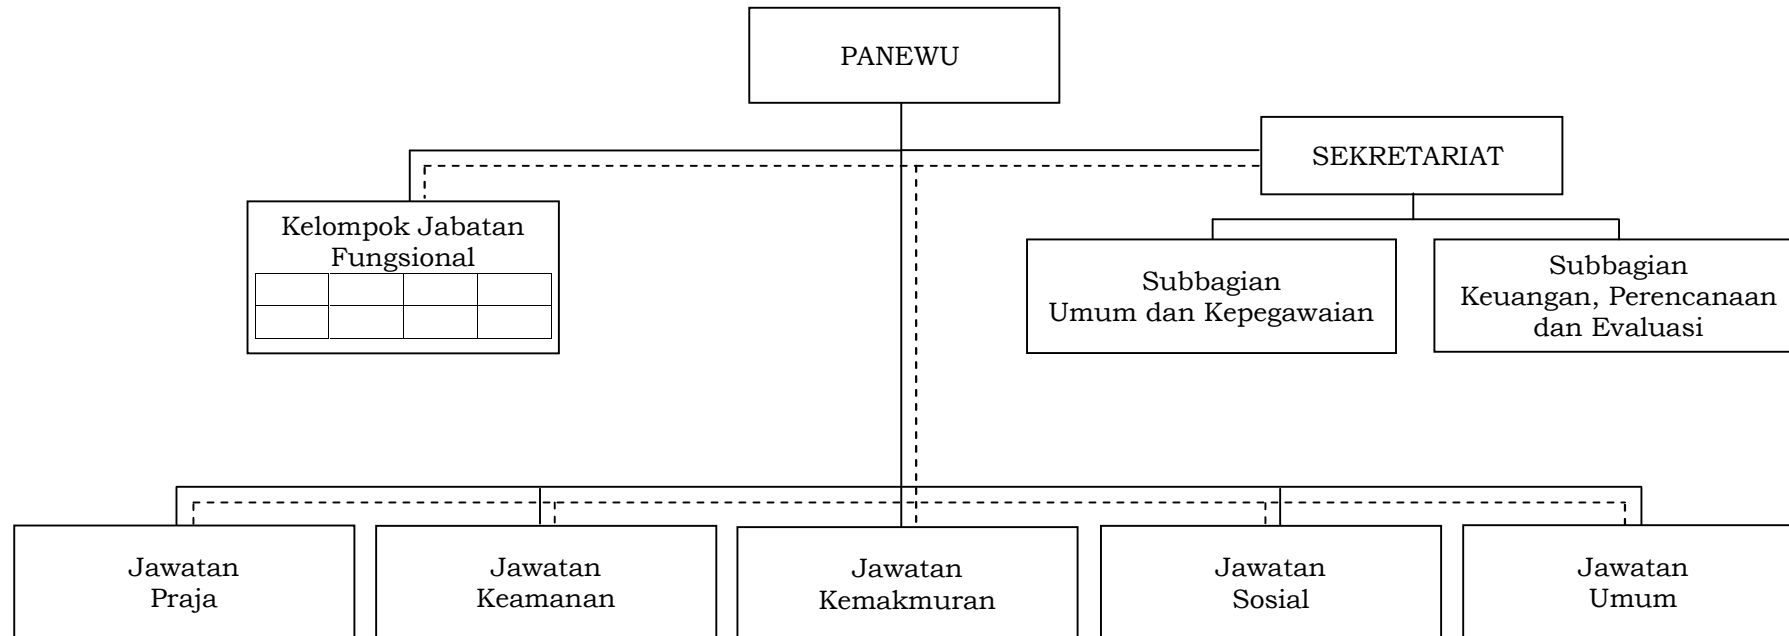 PANEWU
SEKRETARIAT
Kelompok Jabatan
Fungsional
Subbagian
Umum dan Kepegawaian
Subbagian
Keuangan, Perencanaan
dan Evaluasi
Jawatan
Praja
Jawatan
Keamanan
Jawatan
Kemakmuran
Jawatan
Sosial
Jawatan
Umum